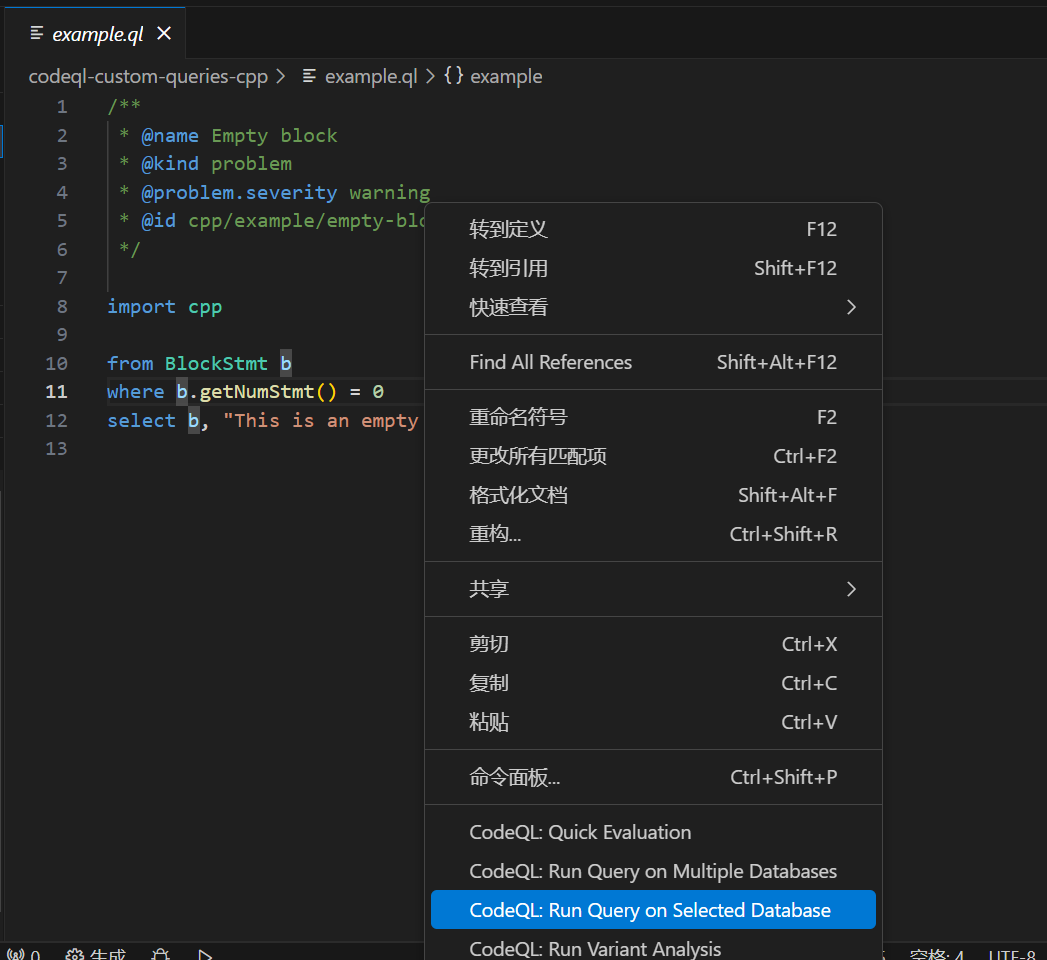 example.ql
codeql-custom-queries-cpp > example.ql > {} example
1 /**
2 * @name Empty block
3 * @kind problem
4 * @problem.severity warning
5 * @id cpp/example/empty-blo
6 */
7
8 import cpp
9
10 from BlockStmt b
11 where b.getNumStmt() = 0
12 select b, "This is an empty
13
转到定义 F12
转到引用 Shift+F12
快速查看
Find All References Shift+Alt+F12
重命名符号 F2
更改所有匹配项 Ctrl+F2
格式化文档 Shift+Alt+F
重构... Ctrl+Shift+R
共享
剪切 Ctrl+X
复制 Ctrl+C
粘贴 Ctrl+V
命令面板... Ctrl+Shift+P
CodeQL: Quick Evaluation
CodeQL: Run Query on Multiple Databases
CodeQL: Run Query on Selected Database
CodeQL: Run Variant Analysis
0 生成 空格: 4 UTF-8